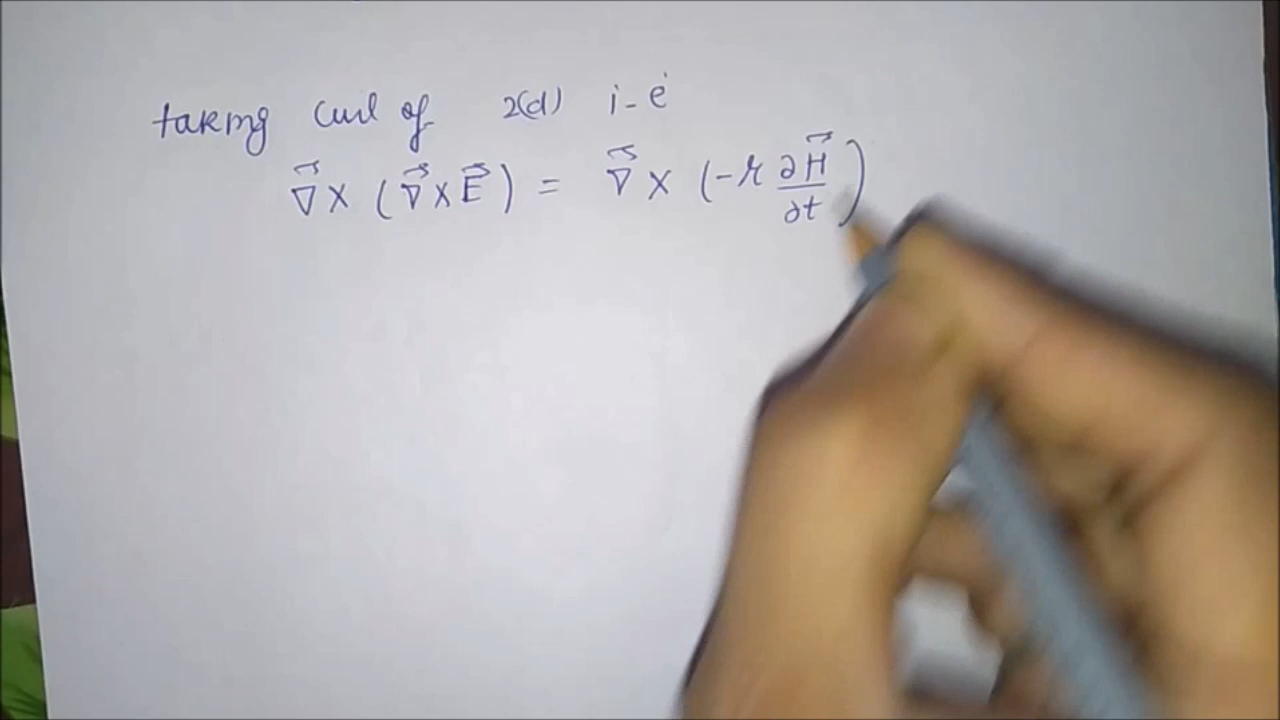 taking curl of 2(d) i-e
∇⃗ × (∇⃗ × E⃗) = ∇⃗ × (-μ ∂H⃗/∂t)